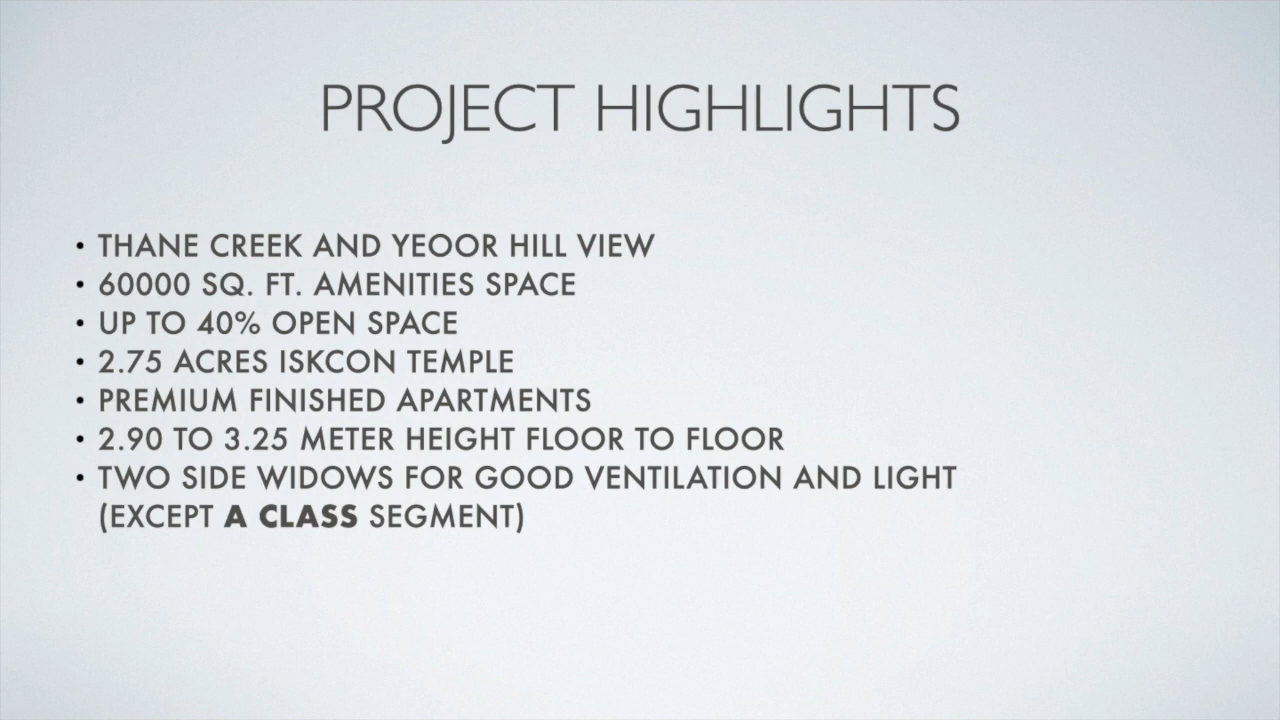 PROJECT HIGHLIGHTS
• THANE CREEK AND YEOOR HILL VIEW
• 60000 SQ. FT. AMENITIES SPACE
• UP TO 40% OPEN SPACE
• 2.75 ACRES ISKCON TEMPLE
• PREMIUM FINISHED APARTMENTS
• 2.90 TO 3.25 METER HEIGHT FLOOR TO FLOOR
• TWO SIDE WIDOWS FOR GOOD VENTILATION AND LIGHT
(EXCEPT A CLASS SEGMENT)